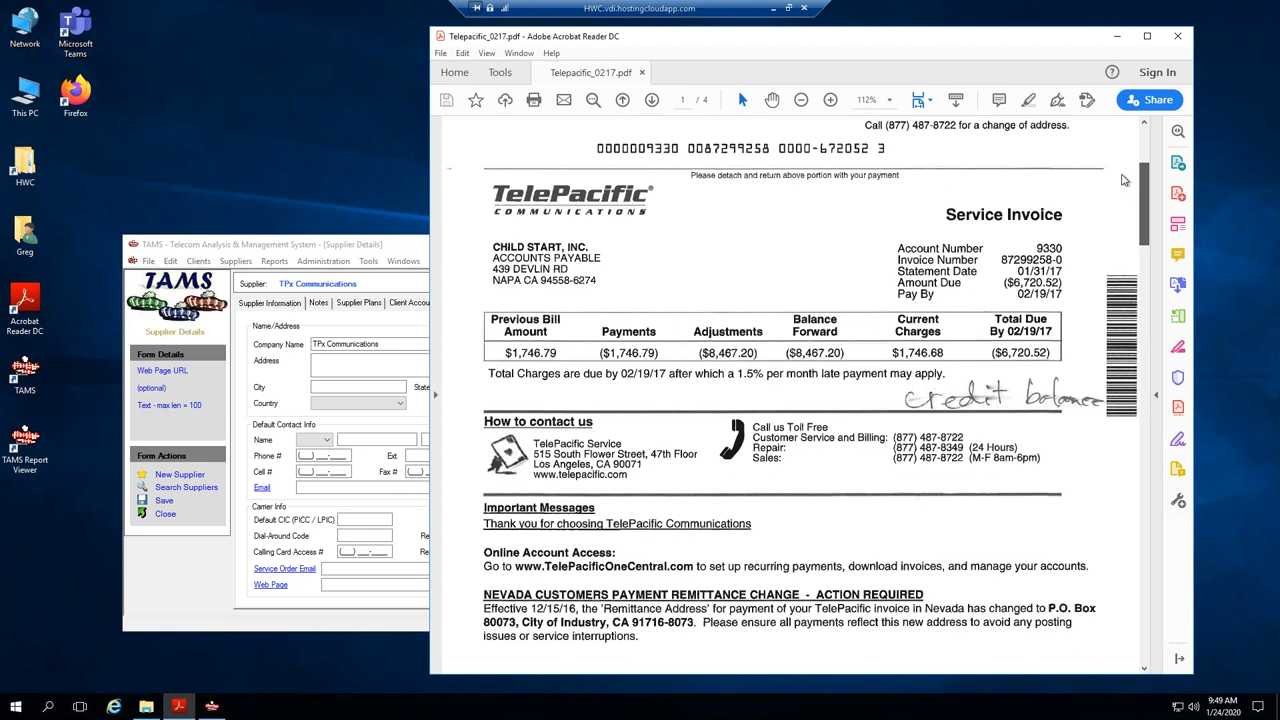 HWC.vdi.hostingcloudapp.com
Network
Microsoft
Teams
This PC
Firefox
HWC
Greg
Acrobat
Reader DC
TAMS
TAMS Report
Viewer
TAMS - Telecom Analysis & Management System - [Supplier Details]
File Edit Clients Suppliers Reports Administration Tools Windows
TAMS
Supplier Details
Form Details
Web Page URL
(optional)
Text - max len = 100
Form Actions
New Supplier
Search Suppliers
Save
Close
Supplier: TPx Communications
Supplier Information Notes Supplier Plans Client Accou
Name/Address
Company Name TPx Communications
Address
City State
Country
Default Contact Info
Name
Phone # (___) ___-____ Ext
Cell # (___) ___-____ Fax #
Email
Carrier Info
Default CIC (PICC / LPIC)
Dial-Around Code Re
Calling Card Access # (___) ___-____ Re
Service Order Email
Web Page
Telepacific_0217.pdf - Adobe Acrobat Reader DC
File Edit View Window Help
Home Tools Telepacific_0217.pdf × Sign In
1 / 4 112% Share
Call (877) 487-8722 for a change of address.
0000009330 0087299258 0000-672052 3
Please detach and return above portion with your payment
TelePacific®
COMMUNICATIONS
Service Invoice
CHILD START, INC.
ACCOUNTS PAYABLE
439 DEVLIN RD
NAPA CA 94558-6274
Account Number 9330
Invoice Number 87299258-0
Statement Date 01/31/17
Amount Due ($6,720.52)
Pay By 02/19/17
Previous Bill Amount Payments Adjustments Balance Forward Current Charges Total Due By 02/19/17
$1,746.79 ($1,746.79) ($8,467.20) ($8,467.20) $1,746.68 ($6,720.52)
Total Charges are due by 02/19/17 after which a 1.5% per month late payment may apply.
credit balance
How to contact us
TelePacific Service
515 South Flower Street, 47th Floor
Los Angeles, CA 90071
www.telepacific.com
Call us Toll Free
Customer Service and Billing: (877) 487-8722
Repair: (877) 487-8349 (24 Hours)
Sales: (877) 487-8722 (M-F 8am-6pm)
Important Messages
Thank you for choosing TelePacific Communications
Online Account Access:
Go to www.TelePacificOneCentral.com to set up recurring payments, download invoices, and manage your accounts.
NEVADA CUSTOMERS PAYMENT REMITTANCE CHANGE - ACTION REQUIRED
Effective 12/15/16, the 'Remittance Address' for payment of your TelePacific invoice in Nevada has changed to P.O. Box
80073, City of Industry, CA 91716-8073. Please ensure all payments reflect this new address to avoid any posting
issues or service interruptions.
9:49 AM
1/24/2020